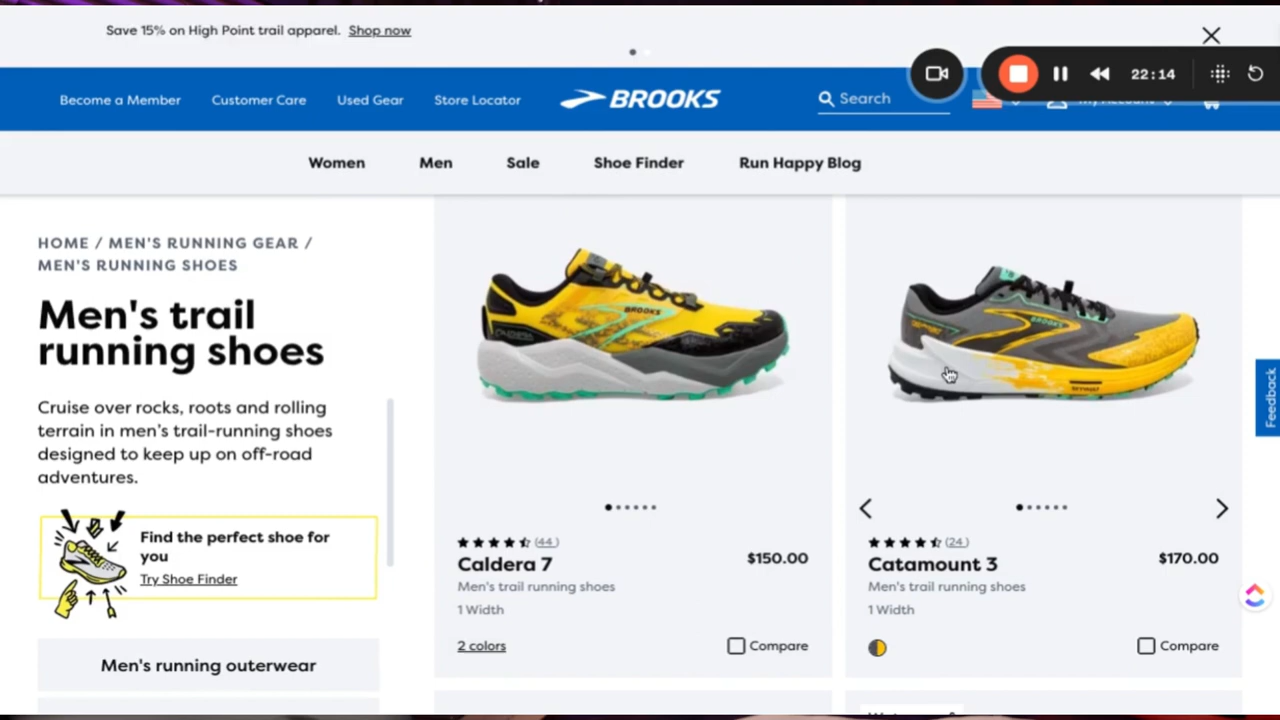 Save 15% on High Point trail apparel. Shop now
22:14
Become a Member Customer Care Used Gear Store Locator BROOKS Search My Account
Women Men Sale Shoe Finder Run Happy Blog
HOME / MEN'S RUNNING GEAR /
MEN'S RUNNING SHOES
Men's trail
running shoes
Cruise over rocks, roots and rolling
terrain in men's trail-running shoes
designed to keep up on off-road
adventures.
Find the perfect shoe for
you
Try Shoe Finder
Men's running outerwear
BROOKS
CALDERA
(44)
Caldera 7 $150.00
Men's trail running shoes
1 Width
2 colors Compare
BROOKS
(24)
Catamount 3 $170.00
Men's trail running shoes
1 Width
Compare
Feedback